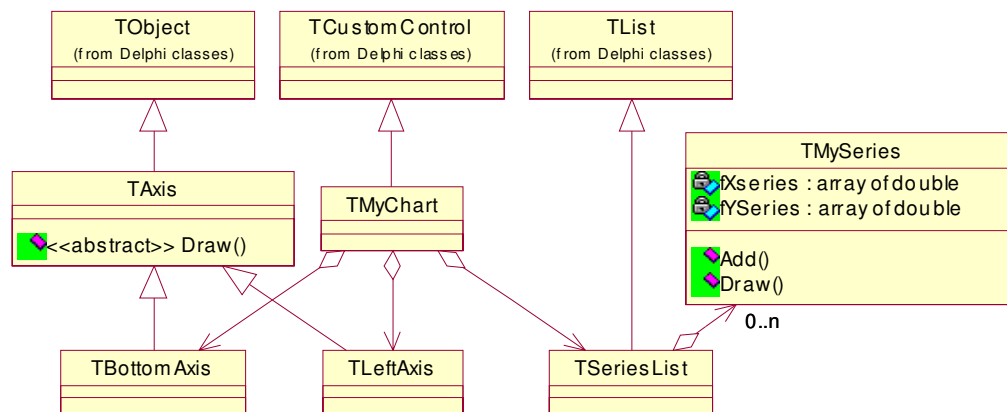 TObject
(from Delphi classes)
TCustomControl
(from Delphi classes)
TList
(from Delphi classes)
TAxis
<<abstract>> Draw()
TMyChart
TMySeries
fXseries : array of double
fYSeries : array of double
Add()
Draw()
0..n
TBottomAxis
TLeftAxis
TSeriesList